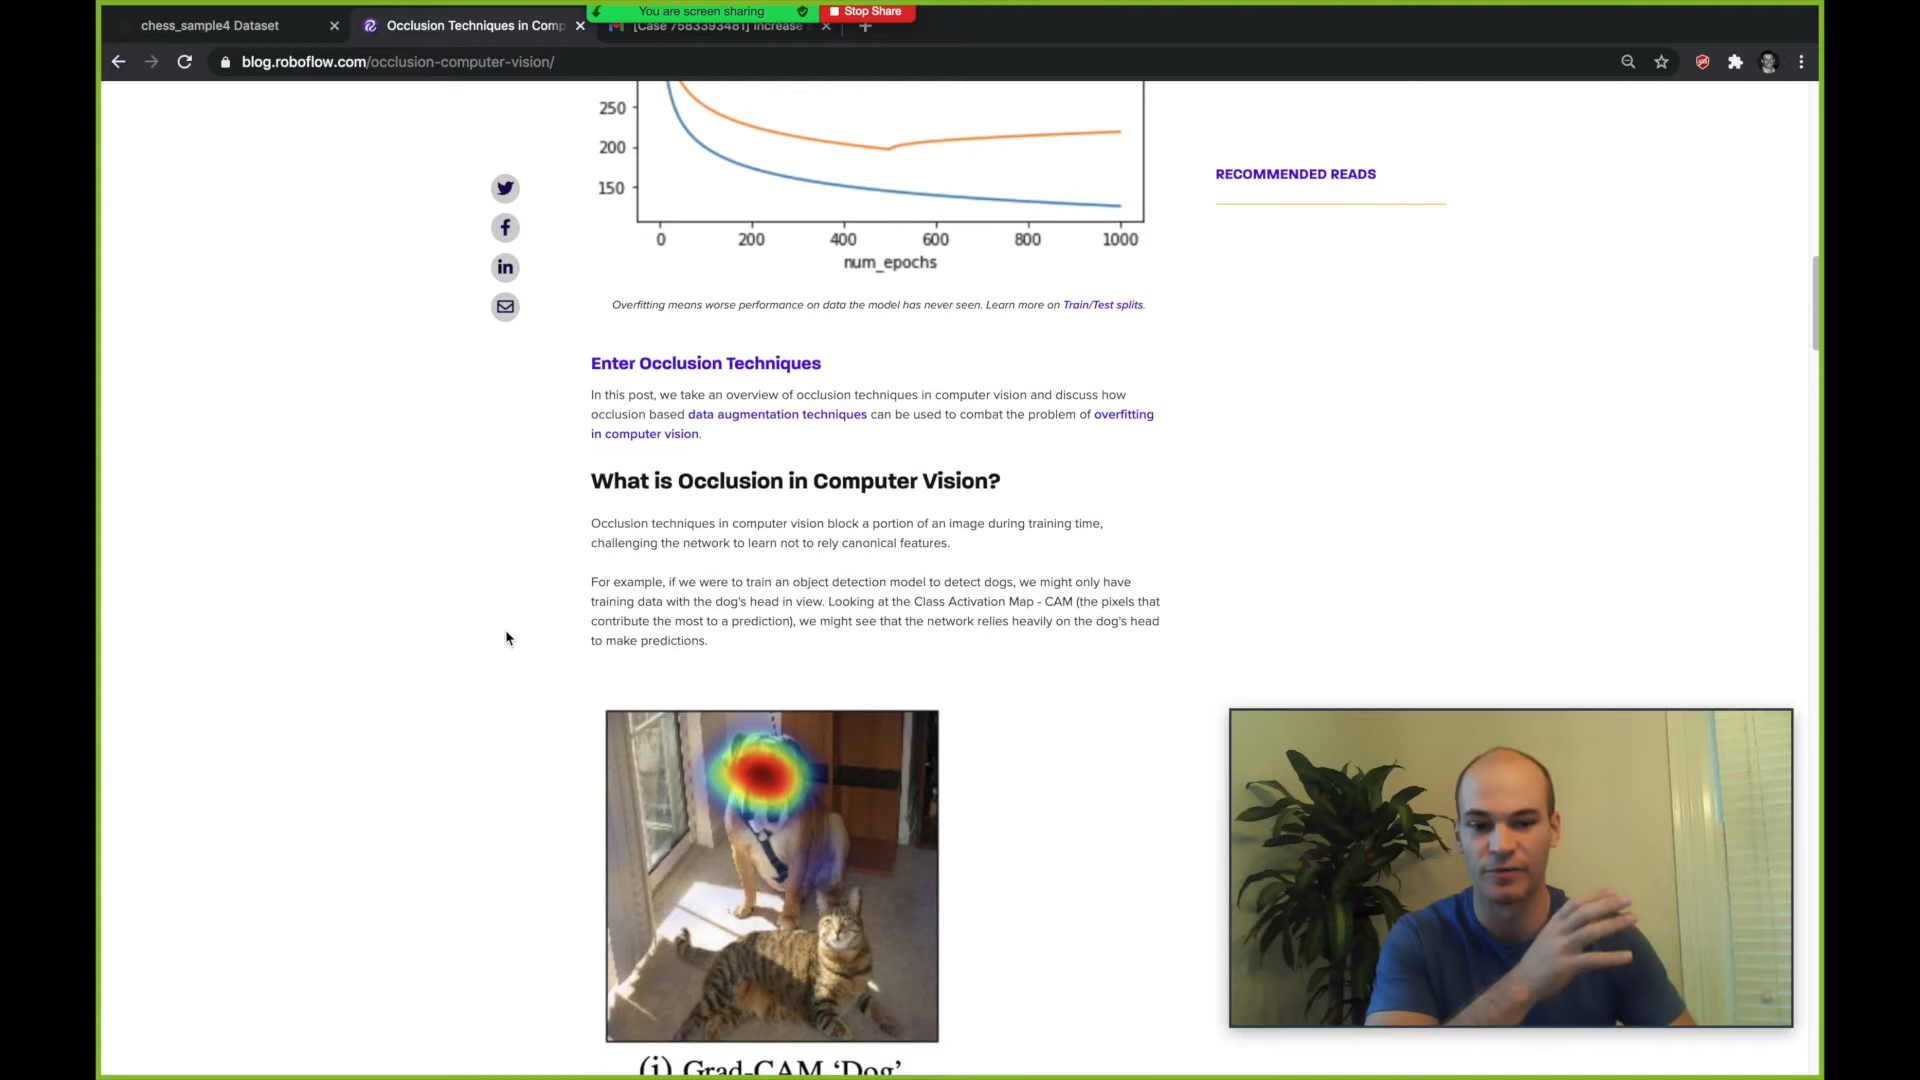 You are screen sharing
Stop Share
chess_sample4 Dataset
Occlusion Techniques in Comp
[Case 7583393481] Increase
blog.roboflow.com/occlusion-computer-vision/
250
200
150
0 200 400 600 800 1000
num_epochs
RECOMMENDED READS
Overfitting means worse performance on data the model has never seen. Learn more on Train/Test splits.
Enter Occlusion Techniques
In this post, we take an overview of occlusion techniques in computer vision and discuss how
occlusion based data augmentation techniques can be used to combat the problem of overfitting
in computer vision.
What is Occlusion in Computer Vision?
Occlusion techniques in computer vision block a portion of an image during training time,
challenging the network to learn not to rely canonical features.
For example, if we were to train an object detection model to detect dogs, we might only have
training data with the dog's head in view. Looking at the Class Activation Map - CAM (the pixels that
contribute the most to a prediction), we might see that the network relies heavily on the dog's head
to make predictions.
(i) Grad-CAM ‘Dog’